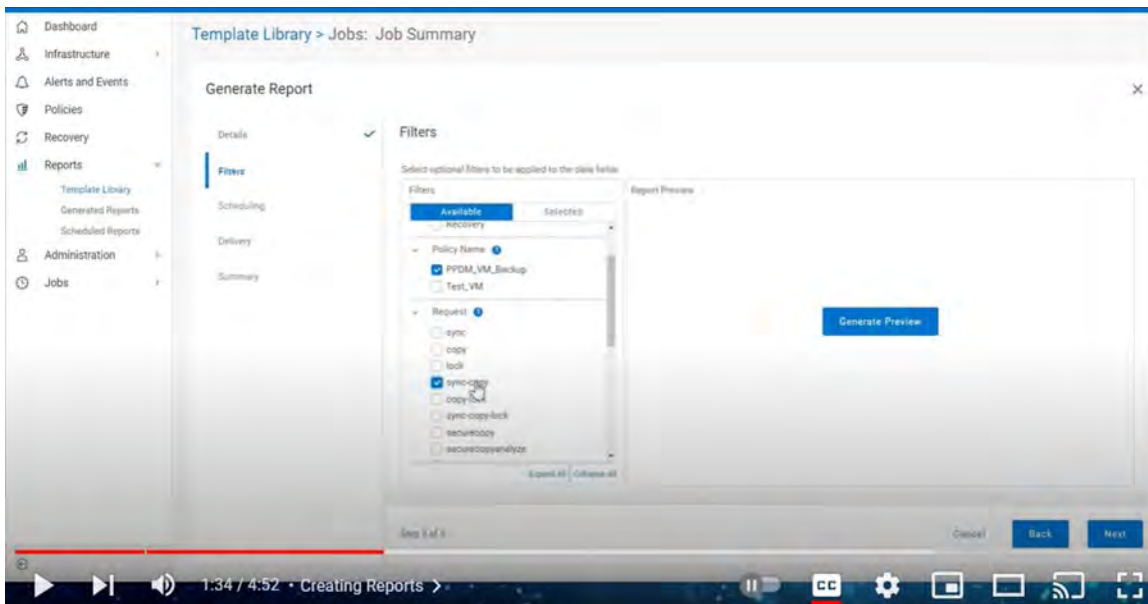 Dashboard
Infrastructure
Alerts and Events
Policies
Recovery
Reports
Template Library
Generated Reports
Scheduled Reports
Administration
Jobs
Template Library > Jobs: Job Summary
Generate Report
Details
Filters
Scheduling
Delivery
Summary
Filters
Select optional filters to be applied to the data fields
Filters
Available
Selected
Recovery
Policy Name
PPDM_VM_Backup
Test_VM
Request
sync
copy
lock
sync-copy
copy-lock
sync-copy-lock
securecopy
securecopyanalyze
Expand All | Collapse All
Report Preview
Generate Preview
Cancel
Back
Next
1:34 / 4:52 • Creating Reports >
CC